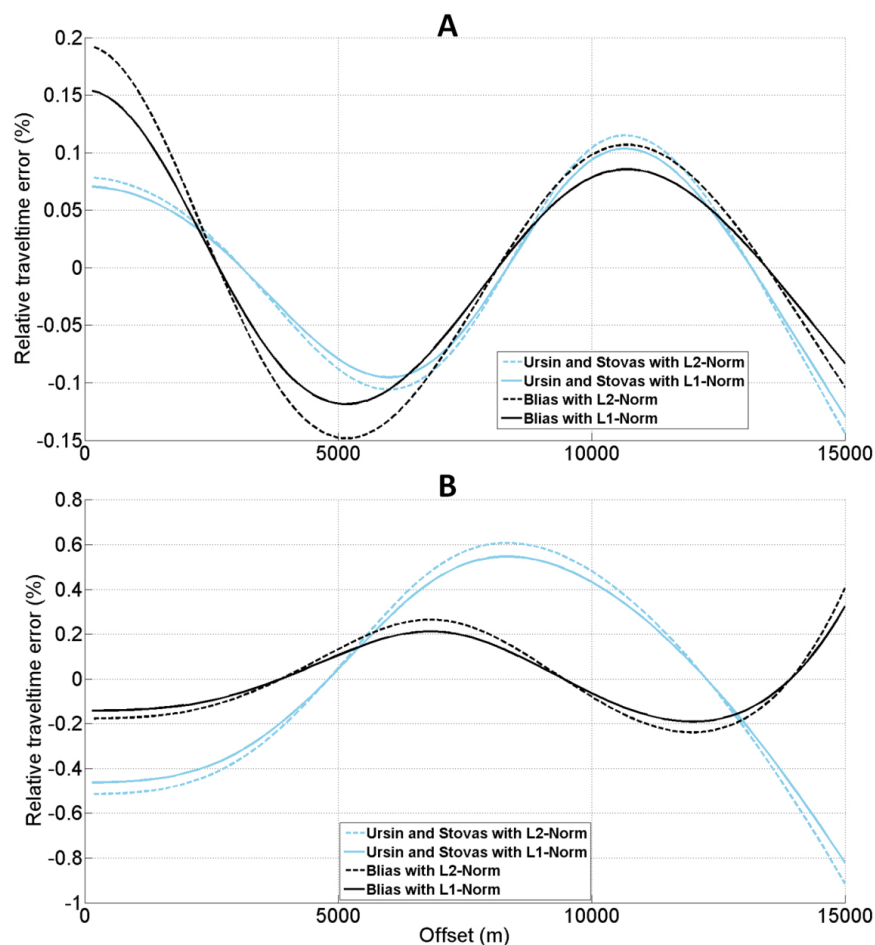 A
0.2
0.15
0.1
0.05
0
-0.05
-0.1
-0.15
Relative traveltime error (%)
Ursin and Stovas with L2-Norm
Ursin and Stovas with L1-Norm
Blias with L2-Norm
Blias with L1-Norm
0 5000 10000 15000
B
0.8
0.6
0.4
0.2
0
-0.2
-0.4
-0.6
-0.8
-1
Relative traveltime error (%)
Ursin and Stovas with L2-Norm
Ursin and Stovas with L1-Norm
Blias with L2-Norm
Blias with L1-Norm
0 5000 10000 15000
Offset (m)